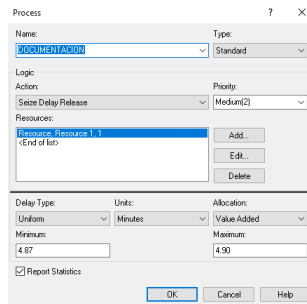 Process ? ×
Name: Type:
DOCUMENTACION Standard
Logic
Action: Priority:
Seize Delay Release Medium(2)
Resources:
Resource, Resource 1, 1
<End of list>
Add...
Edit...
Delete
Delay Type: Units: Allocation:
Uniform Minutes Value Added
Minimum: Maximum:
4.87 4.90
Report Statistics
OK Cancel Help